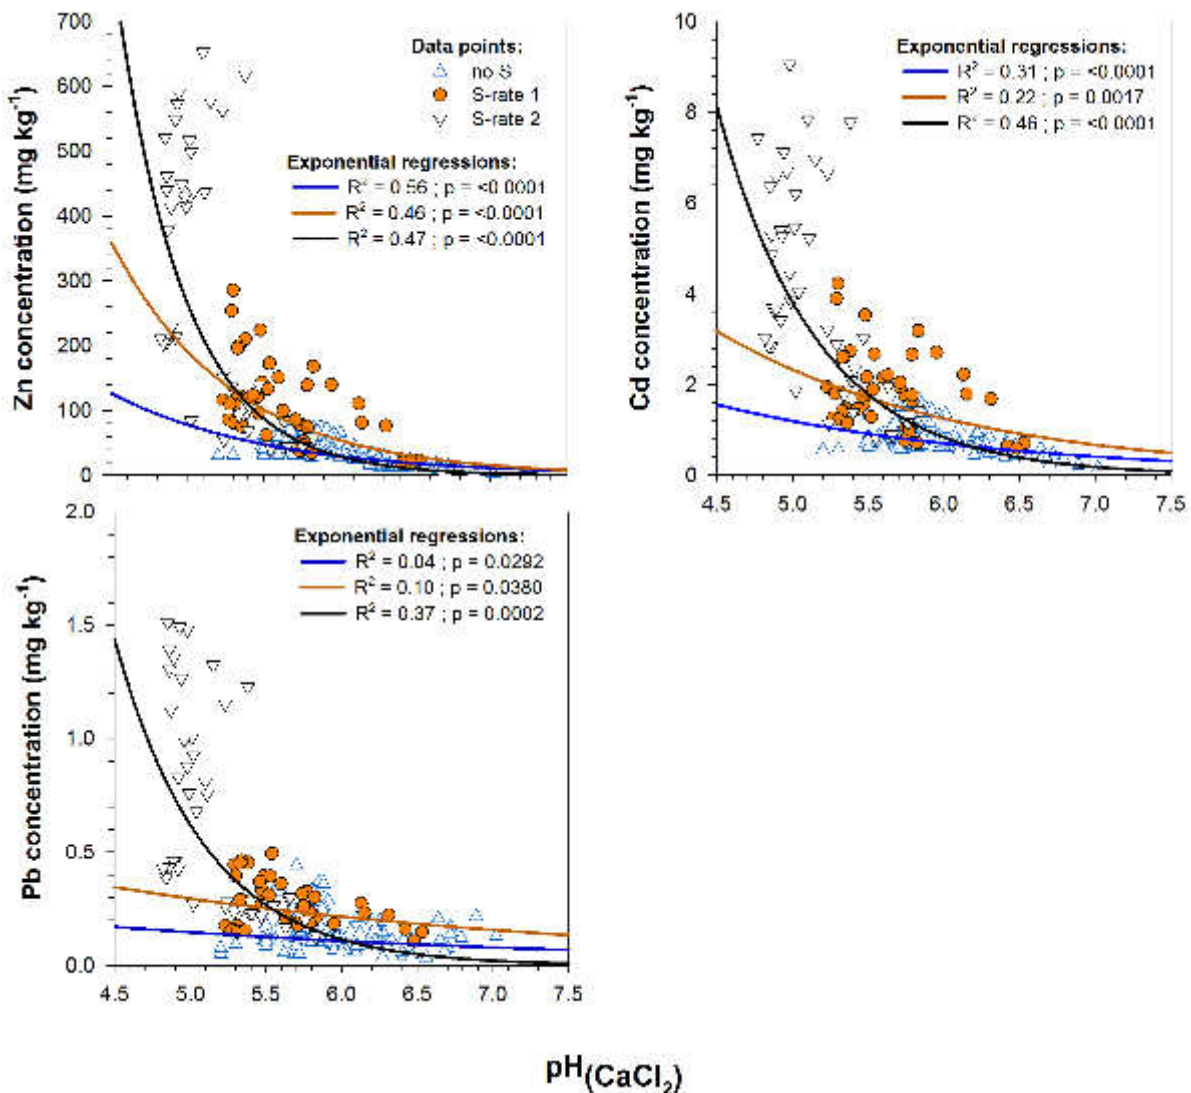 700
600
500
400
300
200
100
0
Zn concentration (mg kg⁻¹)
Data points:
no S
S-rate 1
S-rate 2
Exponential regressions:
R² = 0.56 ; p = <0.0001
R² = 0.46 ; p = <0.0001
R² = 0.47 ; p = <0.0001
10
8
6
4
2
0
Cd concentration (mg kg⁻¹)
Exponential regressions:
R² = 0.31 ; p = <0.0001
R² = 0.22 ; p = 0.0017
R² = 0.46 ; p = <0.0001
4.5 5.0 5.5 6.0 6.5 7.0 7.5
2.0
1.5
1.0
0.5
0.0
Pb concentration (mg kg⁻¹)
Exponential regressions:
R² = 0.04 ; p = 0.0292
R² = 0.10 ; p = 0.0380
R² = 0.37 ; p = 0.0002
4.5 5.0 5.5 6.0 6.5 7.0 7.5
pH(CaCl₂)